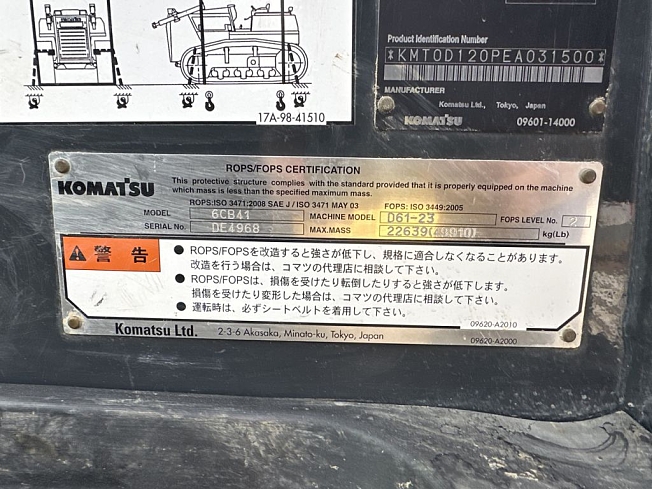 17A-98-41510
Product Identification Number
*KMT0D120PEA031500*
MANUFACTURER
Komatsu Ltd., Tokyo, Japan
KOMATSU
09601-14000
ROPS/FOPS CERTIFICATION
KOMATSU
This protective structure complies with the standard provided that it is properly equipped on the machine
which mass is less than the specified maximum mass.
ROPS:ISO 3471:2008 SAE J / ISO 3471 MAY 03 FOPS: ISO 3449:2005
MODEL 6CB41 MACHINE MODEL D61-23 FOPS LEVEL No. 2
SERIAL No. DE4968 MAX.MASS 22639( kg(Lb)
警告
● ROPS/FOPSを改造すると強さが低下し、規格に適合しなくなることがあります。
改造を行う場合は、コマツの代理店に相談して下さい。
● ROPS/FOPSは、損傷を受けたり転倒したりすると強さが低下します。
損傷を受けたり変形した場合は、コマツの代理店に相談して下さい。
● 運転時は、必ずシートベルトを着用して下さい。
09620-A2010
Komatsu Ltd. 2-3-6 Akasaka, Minato-ku, Tokyo, Japan
09620-A2000